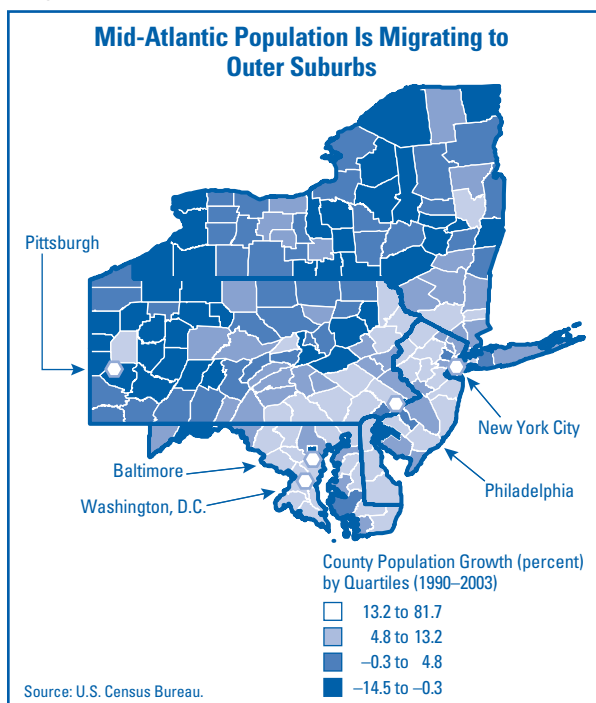 Mid-Atlantic Population Is Migrating to
Outer Suburbs
Pittsburgh
New York City
Baltimore
Philadelphia
Washington, D.C.
County Population Growth (percent)
by Quartiles (1990–2003)
13.2 to 81.7
4.8 to 13.2
–0.3 to 4.8
–14.5 to –0.3
Source: U.S. Census Bureau.